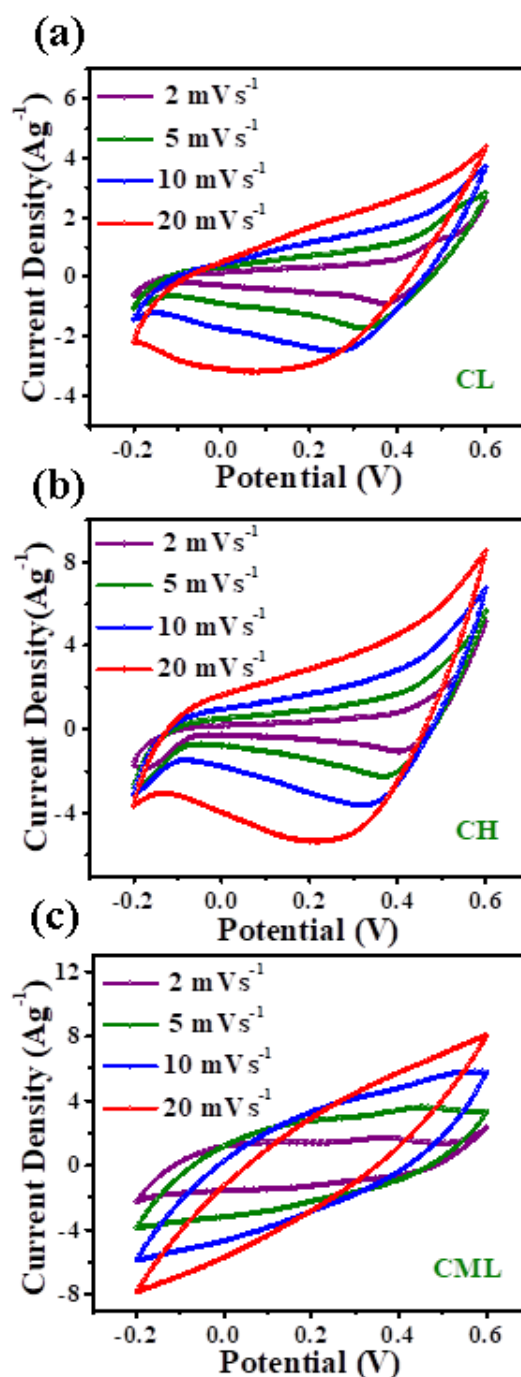 (a)
6
4
2
0
-2
-4
Current Density(Ag⁻¹)
2 mVs⁻¹
5 mVs⁻¹
10 mVs⁻¹
20 mVs⁻¹
CL
-0.2 0.0 0.2 0.4 0.6
Potential (V)
(b)
8
4
0
-4
Current Density(Ag⁻¹)
2 mVs⁻¹
5 mVs⁻¹
10 mVs⁻¹
20 mVs⁻¹
CH
-0.2 0.0 0.2 0.4 0.6
Potential (V)
(c)
12
8
4
0
-4
-8
Current Density (Ag⁻¹)
2 mVs⁻¹
5 mVs⁻¹
10 mVs⁻¹
20 mVs⁻¹
CML
-0.2 0.0 0.2 0.4 0.6
Potential (V)